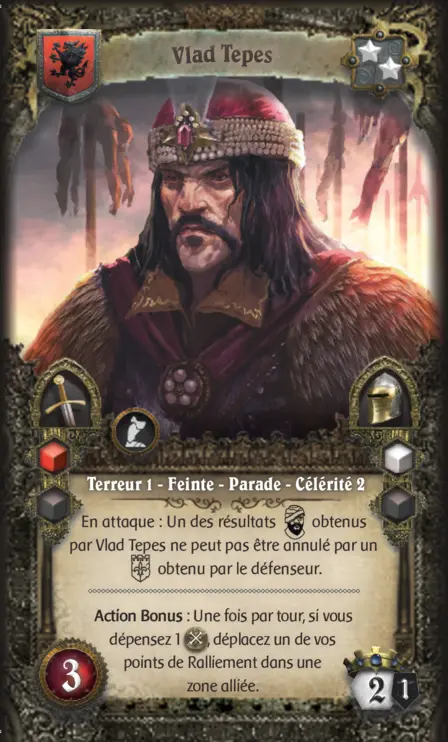 Vlad Tepes
Terreur 1 - Feinte - Parade - Célérité 2
En attaque : Un des résultats obtenus
par Vlad Tepes ne peut pas être annulé par un
obtenu par le défenseur.
Action Bonus : Une fois par tour, si vous
dépensez 1 , déplacez un de vos
points de Ralliement dans une
zone alliée.
3
2
1